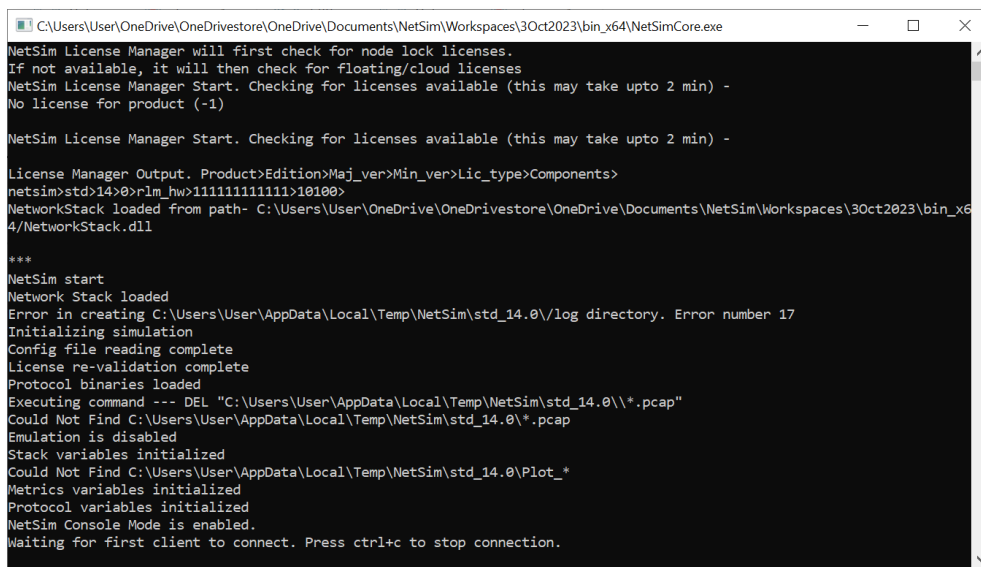 C:\Users\User\OneDrive\OneDrivestore\OneDrive\Documents\NetSim\Workspaces\3Oct2023\bin_x64\NetSimCore.exe
NetSim License Manager will first check for node lock licenses.
If not available, it will then check for floating/cloud licenses
NetSim License Manager Start. Checking for licenses available (this may take upto 2 min) -
No license for product (-1)
NetSim License Manager Start. Checking for licenses available (this may take upto 2 min) -
License Manager Output. Product>Edition>Maj_ver>Min_ver>Lic_type>Components>
netsim>std>14>0>rlm_hw>111111111111>10100>
NetworkStack loaded from path- C:\Users\User\OneDrive\OneDrivestore\OneDrive\Documents\NetSim\Workspaces\3Oct2023\bin_x6
4/NetworkStack.dll
***
NetSim start
Network Stack loaded
Error in creating C:\Users\User\AppData\Local\Temp\NetSim\std_14.0\/log directory. Error number 17
Initializing simulation
Config file reading complete
License re-validation complete
Protocol binaries loaded
Executing command --- DEL "C:\Users\User\AppData\Local\Temp\NetSim\std_14.0\\*.pcap"
Could Not Find C:\Users\User\AppData\Local\Temp\NetSim\std_14.0\*.pcap
Emulation is disabled
Stack variables initialized
Could Not Find C:\Users\User\AppData\Local\Temp\NetSim\std_14.0\Plot_*
Metrics variables initialized
Protocol variables initialized
NetSim Console Mode is enabled.
Waiting for first client to connect. Press ctrl+c to stop connection.